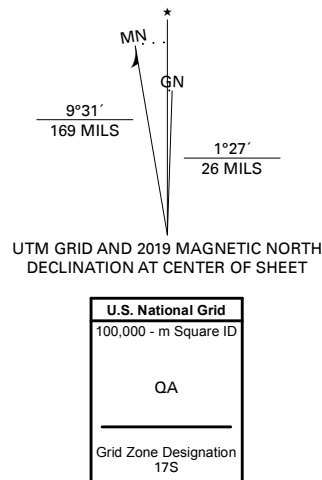 ★
MN
GN
9°31´
169 MILS
1°27´
26 MILS
UTM GRID AND 2019 MAGNETIC NORTH
DECLINATION AT CENTER OF SHEET
U.S. National Grid
100,000 - m Square ID
QA
Grid Zone Designation
17S